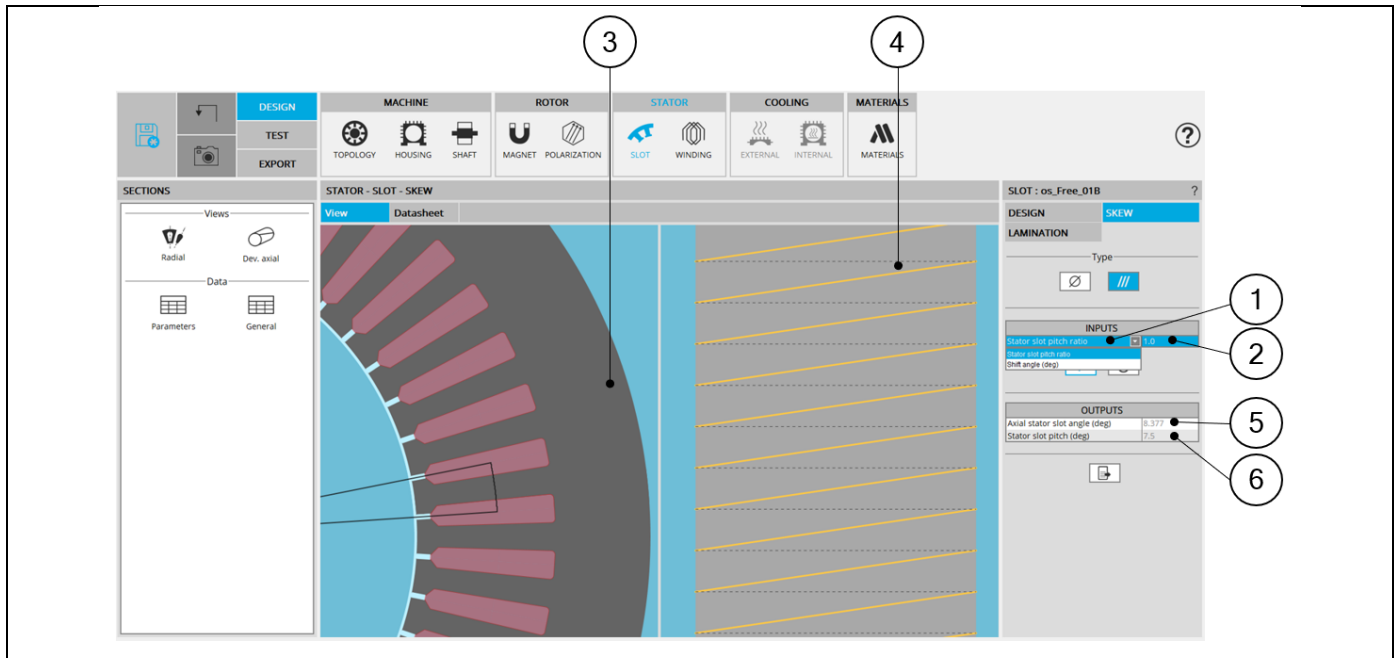 3
4
DESIGN
TEST
EXPORT
MACHINE
TOPOLOGY HOUSING SHAFT
ROTOR
MAGNET POLARIZATION
STATOR
SLOT WINDING
COOLING
EXTERNAL INTERNAL
MATERIALS
MATERIALS
?
SECTIONS
Views
Radial Dev. axial
Data
Parameters General
STATOR - SLOT - SKEW
View Datasheet
SLOT : os_Free_01B ?
DESIGN SKEW
LAMINATION
Type
INPUTS
Stator slot pitch ratio 1.0
Stator slot pitch ratio
Shift angle (deg)
OUTPUTS
Axial stator slot angle (deg) 8.377
Stator slot pitch (deg) 7.5
1
2
5
6